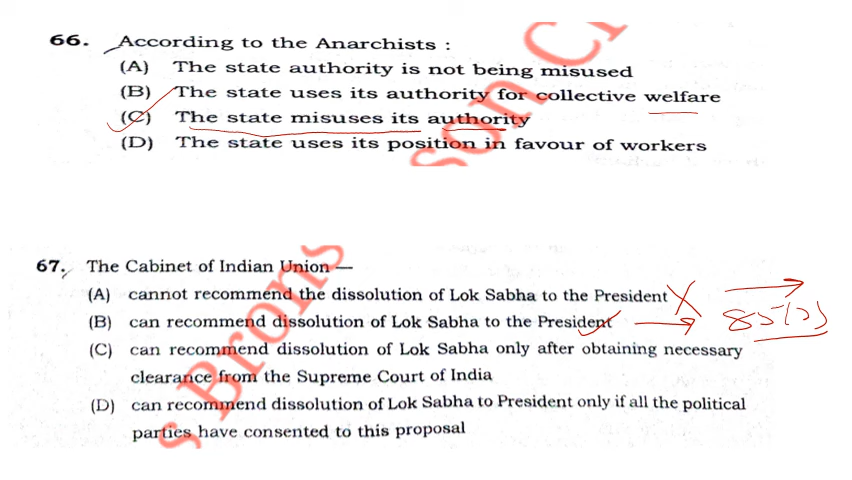 66. According to the Anarchists :
(A) The state authority is not being misused
(B) The state uses its authority for collective welfare
(C) The state misuses its authority
(D) The state uses its position in favour of workers
67. The Cabinet of Indian Union —
(A) cannot recommend the dissolution of Lok Sabha to the President
(B) can recommend dissolution of Lok Sabha to the President
85(2)
(C) can recommend dissolution of Lok Sabha only after obtaining necessary
clearance from the Supreme Court of India
(D) can recommend dissolution of Lok Sabha to President only if all the political
parties have consented to this proposal